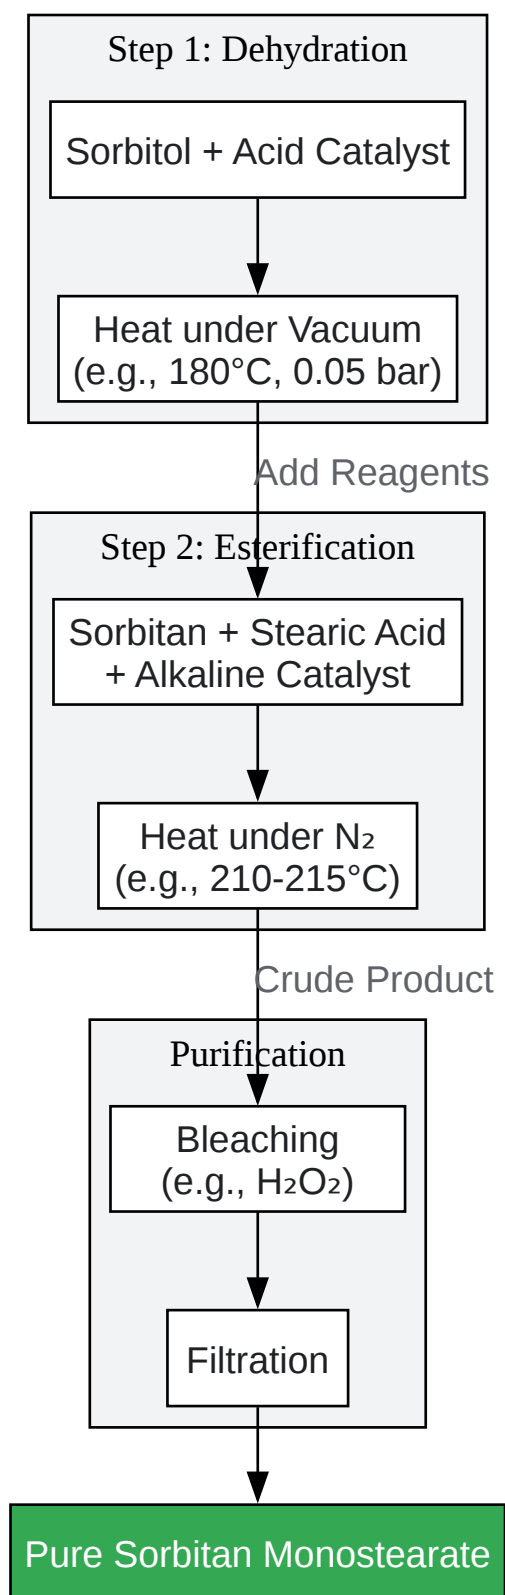 Step 1: Dehydration
Sorbitol + Acid Catalyst
Heat under Vacuum
(e.g., 180°C, 0.05 bar)
Add Reagents
Step 2: Esterification
Sorbitan + Stearic Acid
+ Alkaline Catalyst
Heat under N₂
(e.g., 210-215°C)
Crude Product
Purification
Bleaching
(e.g., H₂O₂)
Filtration
Pure Sorbitan Monostearate